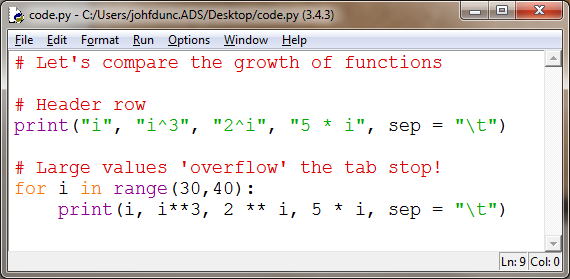 code.py - C:/Users/johfdunc.ADS/Desktop/code.py (3.4.3)
File Edit Format Run Options Window Help
# Let's compare the growth of functions
# Header row
print("i", "i^3", "2^i", "5 * i", sep = "\t")
# Large values 'overflow' the tab stop!
for i in range(30,40):
    print(i, i**3, 2 ** i, 5 * i, sep = "\t")
Ln: 9 Col: 0